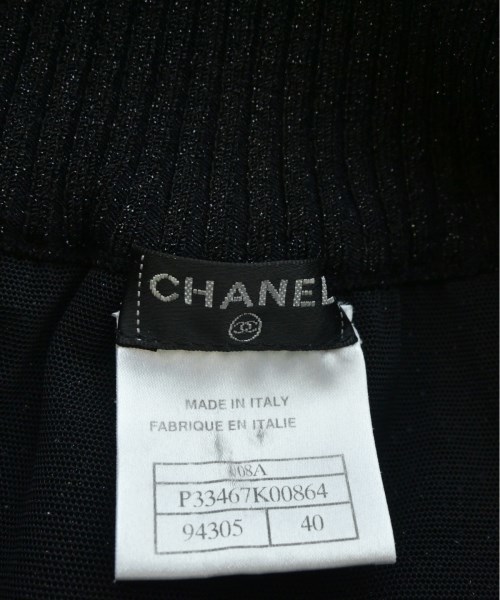 CHANEL
MADE IN ITALY
FABRIQUE EN ITALIE
08A
P33467K00864
94305 40